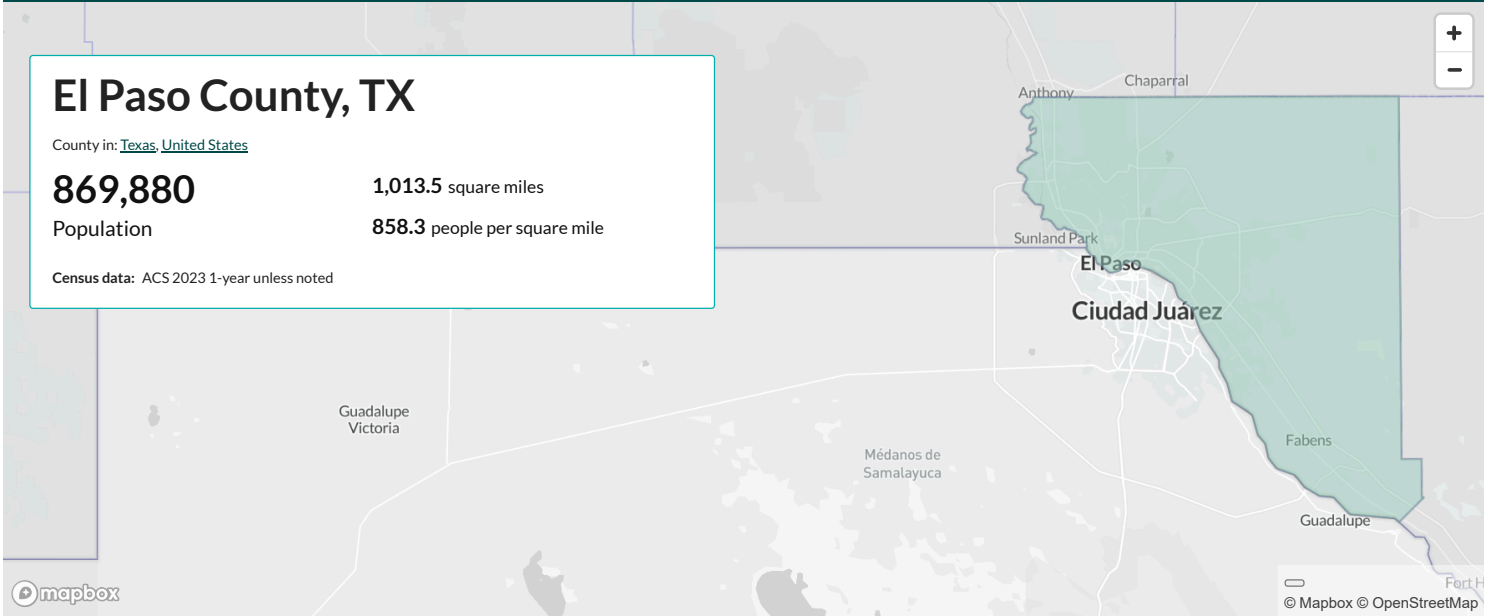 El Paso County, TX
County in: Texas, United States
869,880
Population
1,013.5 square miles
858.3 people per square mile
Census data: ACS 2023 1-year unless noted
+
−
Chaparral
Anthony
Sunland Park
El Paso
Ciudad Juárez
Guadalupe
Victoria
Médanos de
Samalayuca
Fabens
Guadalupe
Fort H
mapbox
© Mapbox © OpenStreetMap